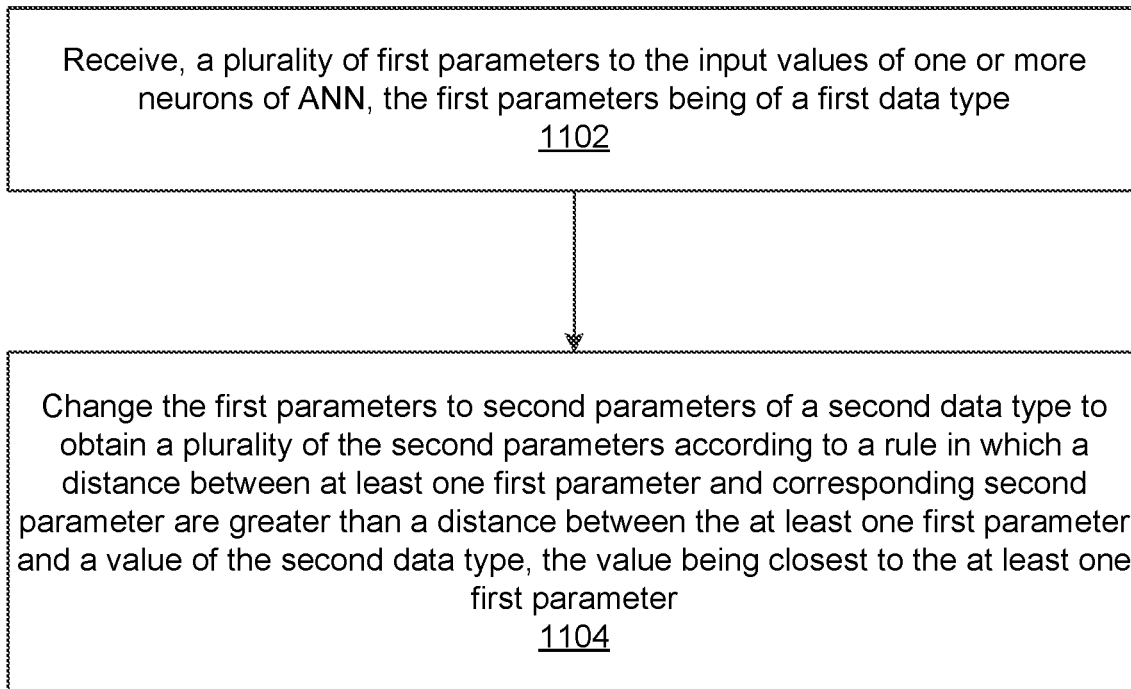 Receive, a plurality of first parameters to the input values of one or more
neurons of ANN, the first parameters being of a first data type
1102
Change the first parameters to second parameters of a second data type to
obtain a plurality of the second parameters according to a rule in which a
distance between at least one first parameter and corresponding second
parameter are greater than a distance between the at least one first parameter
and a value of the second data type, the value being closest to the at least one
first parameter
1104